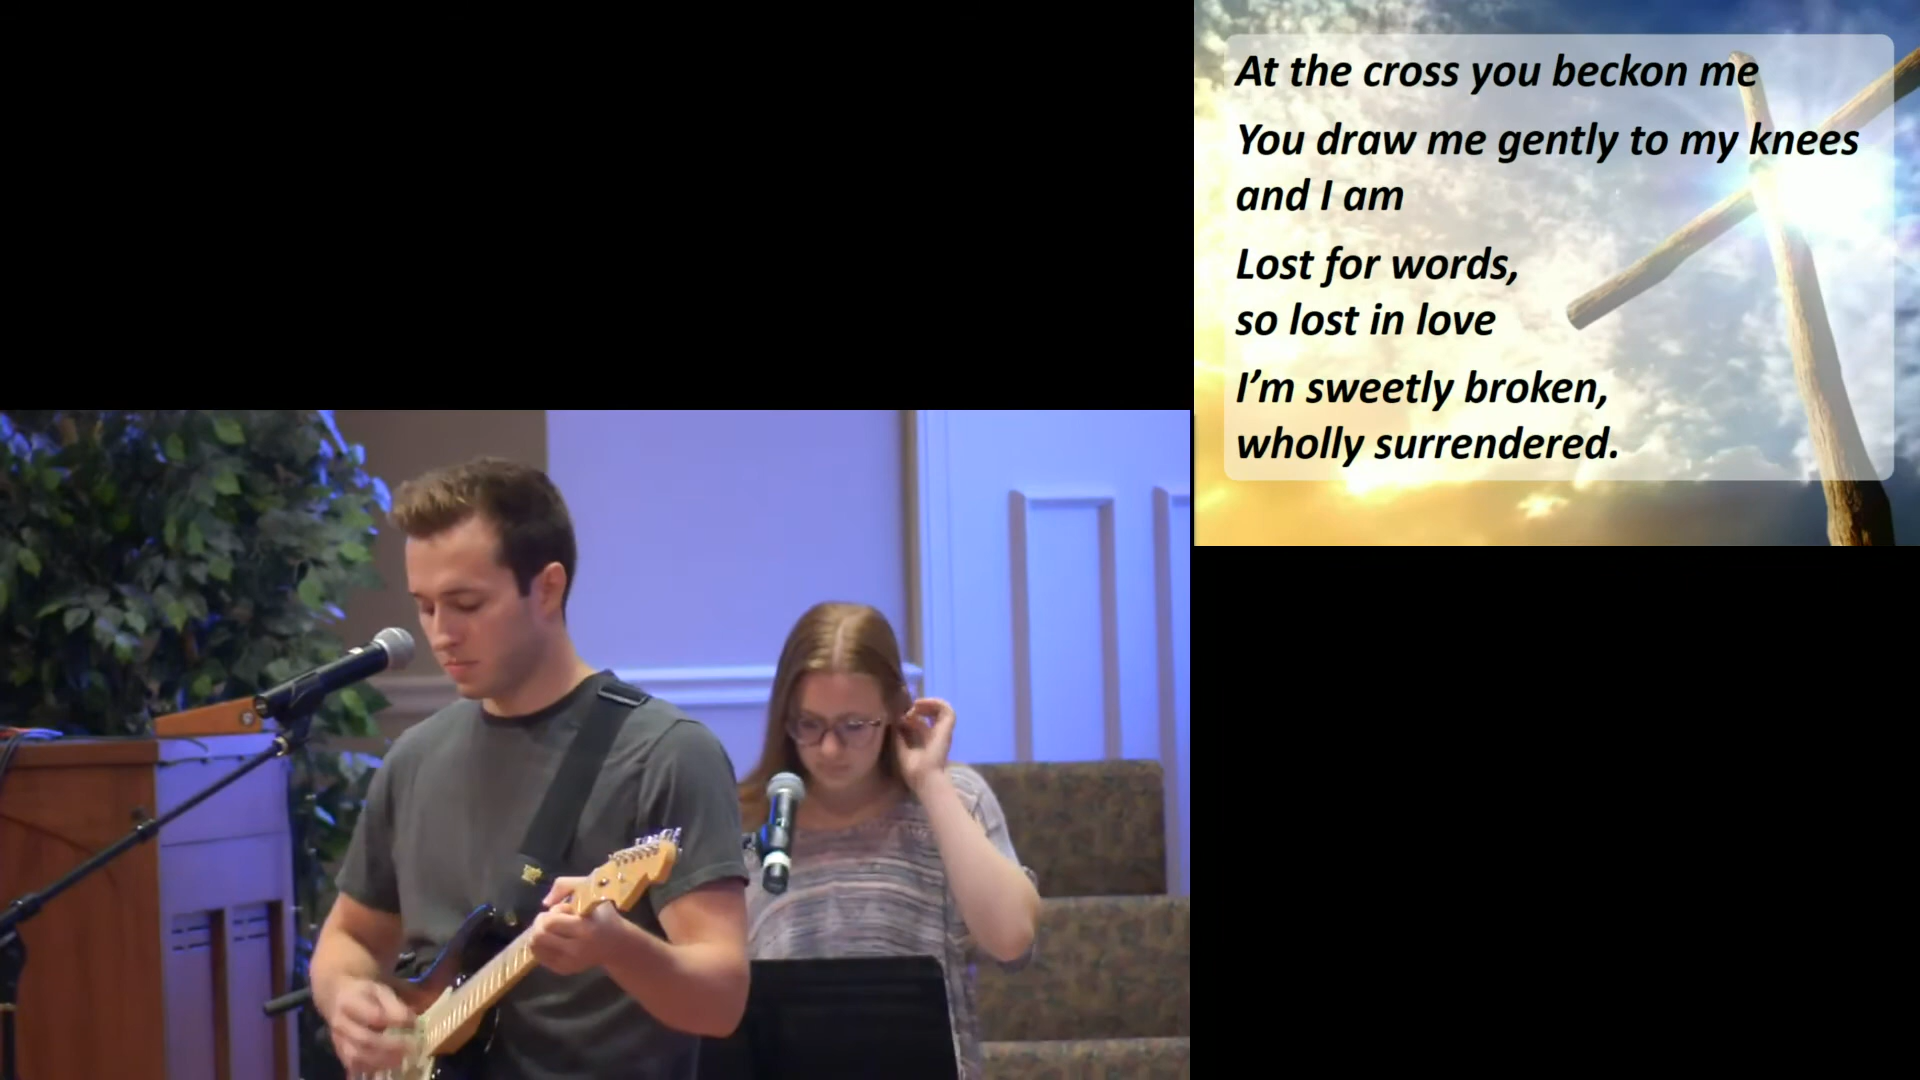 At the cross you beckon me
You draw me gently to my knees
and I am
Lost for words,
so lost in love
I’m sweetly broken,
wholly surrendered.